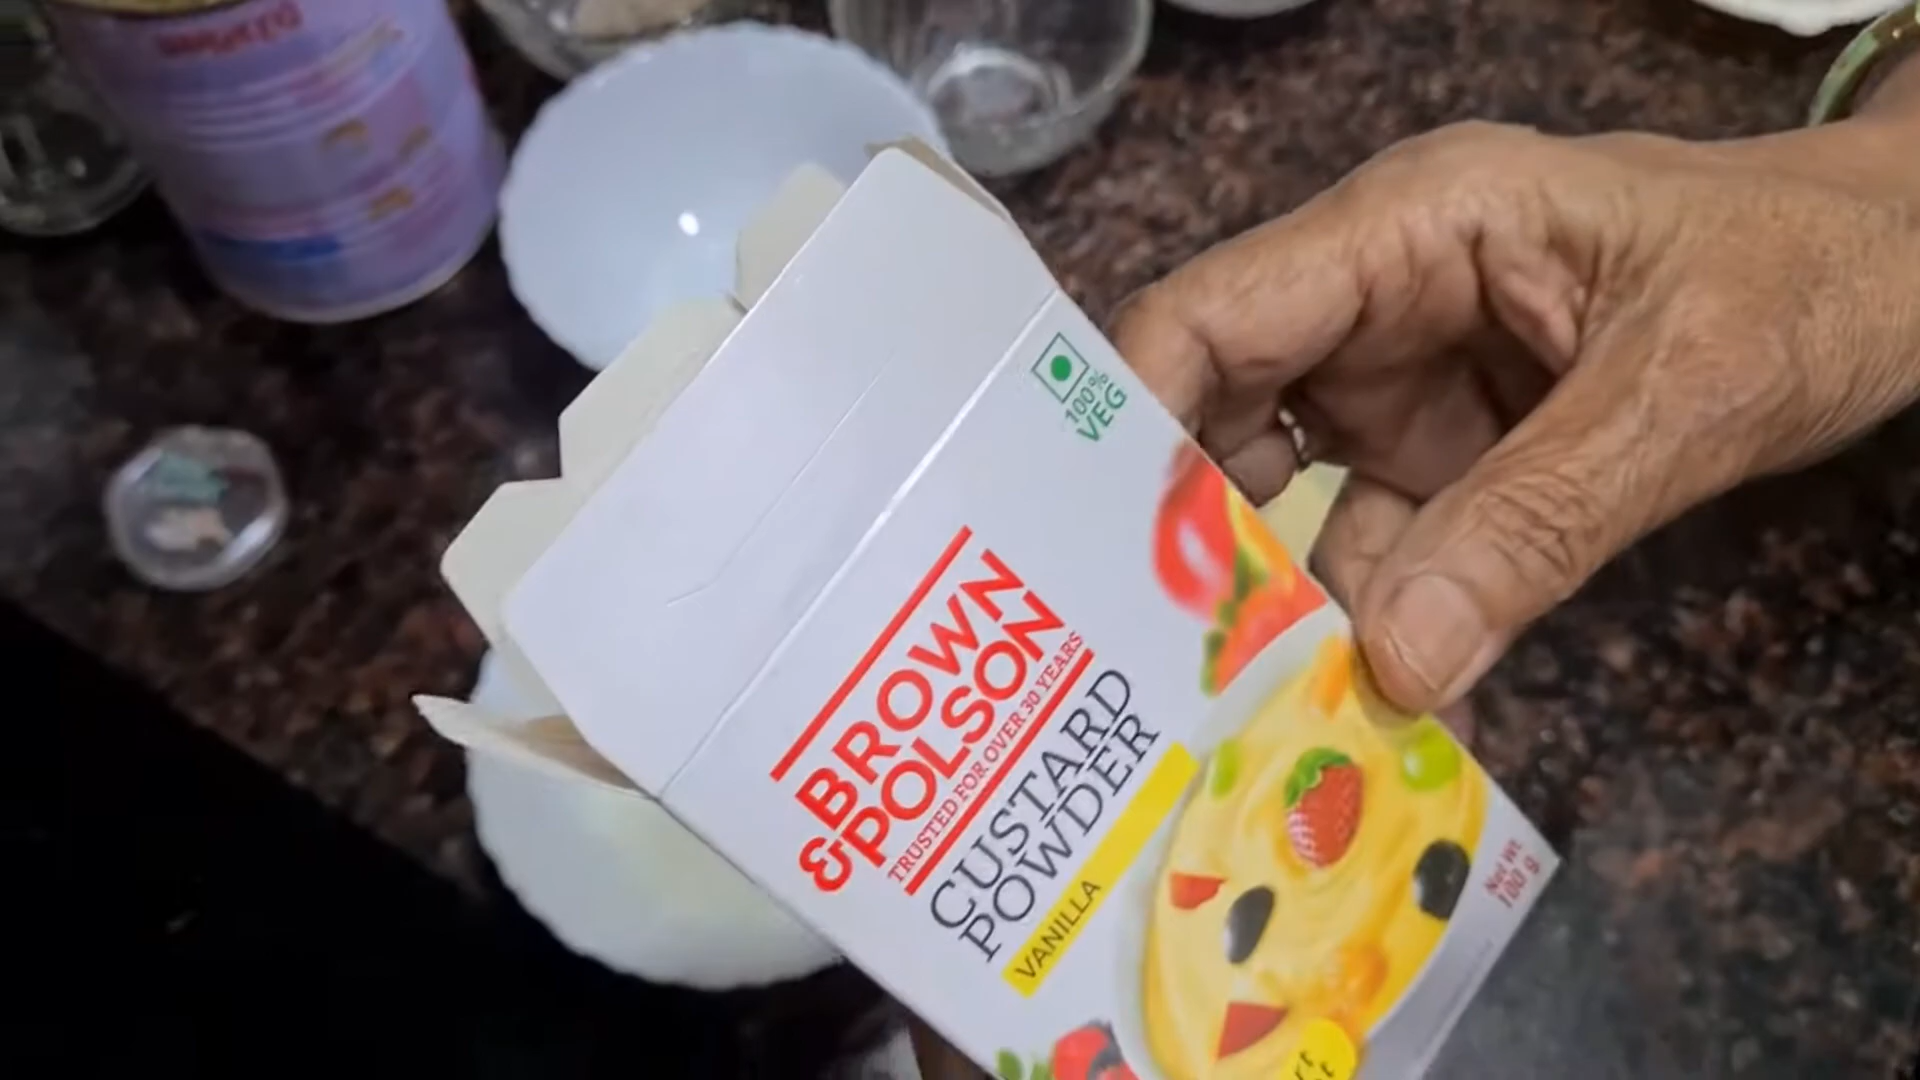 100%
VEG
BROWN
&POLSON
TRUSTED FOR OVER 30 YEARS
CUSTARD
POWDER
VANILLA
Net Wt.
100 g